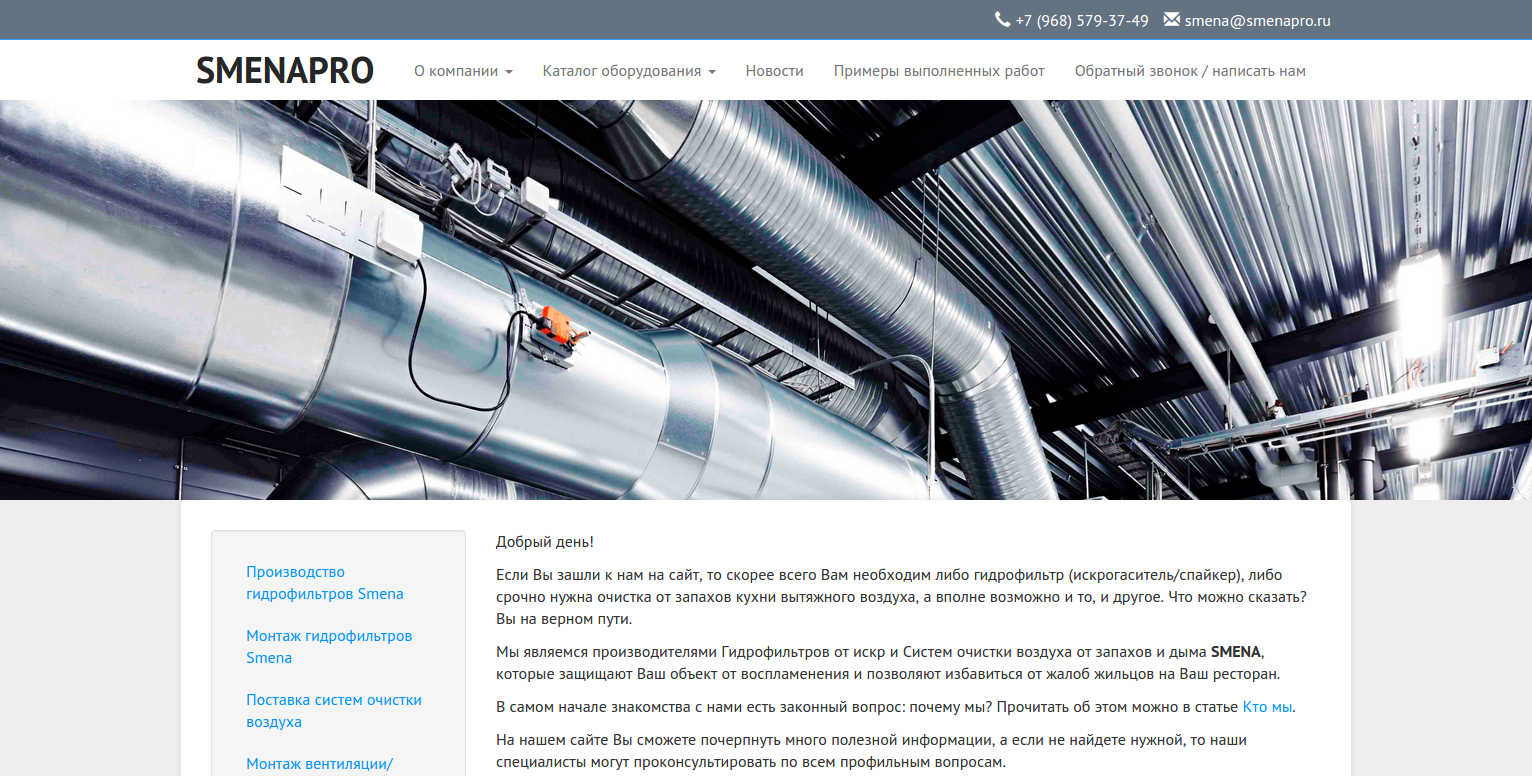 +7 (968) 579-37-49 smena@smenapro.ru
SMENAPRO О компании Каталог оборудования Новости Примеры выполненных работ Обратный звонок / написать нам
Производство
гидрофильтров Smena
Монтаж гидрофильтров
Smena
Поставка систем очистки
воздуха
Монтаж вентиляции/
Добрый день!
Если Вы зашли к нам на сайт, то скорее всего Вам необходим либо гидрофильтр (искрогаситель/спайкер), либо
срочно нужна очистка от запахов кухни вытяжного воздуха, а вполне возможно и то, и другое. Что можно сказать?
Вы на верном пути.
Мы являемся производителями Гидрофильтров от искр и Систем очистки воздуха от запахов и дыма SMENA,
которые защищают Ваш объект от воспламенения и позволяют избавиться от жалоб жильцов на Ваш ресторан.
В самом начале знакомства с нами есть законный вопрос: почему мы? Прочитать об этом можно в статье Кто мы.
На нашем сайте Вы сможете почерпнуть много полезной информации, а если не найдете нужной, то наши
специалисты могут проконсультировать по всем профильным вопросам.